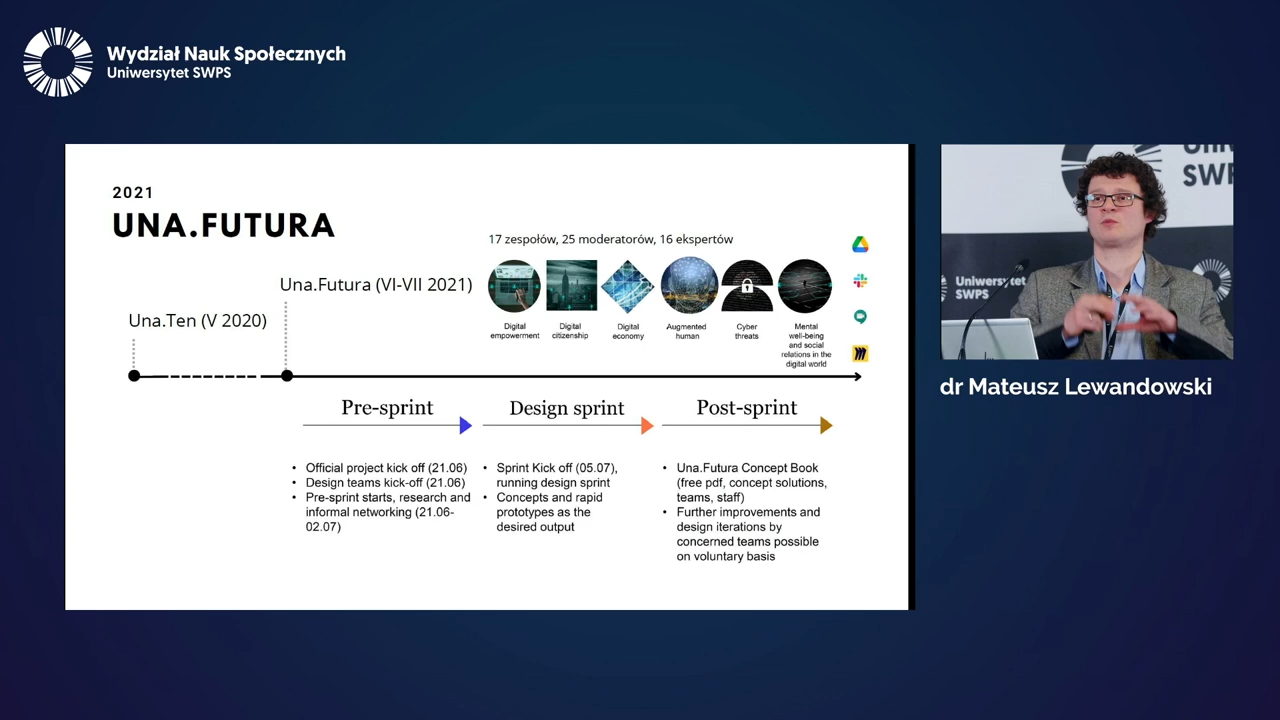 Wydział Nauk Społecznych
Uniwersytet SWPS
2021
UNA.FUTURA
17 zespołów, 25 moderatorów, 16 ekspertów
Una.Futura (VI-VII 2021)
Una.Ten (V 2020)
Digital
empowerment
Digital
citizenship
Digital
economy
Augmented
human
Cyber
threats
Mental
well-being
and social
relations in the
digital world
Pre-sprint
Design sprint
Post-sprint
• Official project kick off (21.06)
• Design teams kick-off (21.06)
• Pre-sprint starts, research and
informal networking (21.06-
02.07)
• Sprint Kick off (05.07),
running design sprint
• Concepts and rapid
prototypes as the
desired output
• Una.Futura Concept Book
(free pdf, concept solutions,
teams, staff)
• Further improvements and
design iterations by
concerned teams possible
on voluntary basis
SWPS
Uniwersytet
SWPS
dr Mateusz Lewandowski